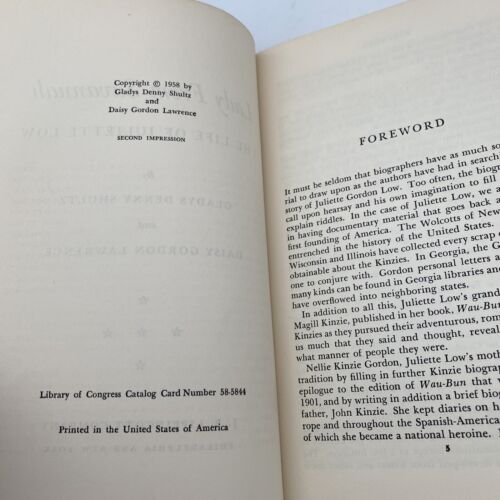 Copyright © 1958 by
Gladys Denny Shultz
and
Daisy Gordon Lawrence
SECOND IMPRESSION
Library of Congress Catalog Card Number 58-5844
Printed in the United States of America
FOREWORD
It must be seldom that biographers have as much so
rial to draw upon as the authors have had in search
story of Juliette Gordon Low. Too often, the biograp
call upon hearsay and his own imagination to fill
explain riddles. In the case of Juliette Low, we a
in having documentary material that goes back a
first founding of America. The Wolcotts of New
entrenched in the history of the United States.
Wisconsin and Illinois have collected every scrap o
obtainable about the Kinzies. In Georgia, the G
one to conjure with. Gordon personal letters a
many kinds can be found in Georgia libraries and
have overflowed into neighboring states.
In addition to all this, Juliette Low's grand
Magill Kinzie, published in her book, Wau-Bun
Kinzies as they pursued their adventurous, rom
us much that they said and thought, reveal
what manner of people they were.
Nellie Kinzie Gordon, Juliette Low's moth
tradition by filling in further Kinzie biograp
epilogue to the edition of Wau-Bun that w
1901, and by writing in addition a brief biog
father, John Kinzie. She kept diaries on h
rope and throughout the Spanish-America
of which she became a national heroine.
5